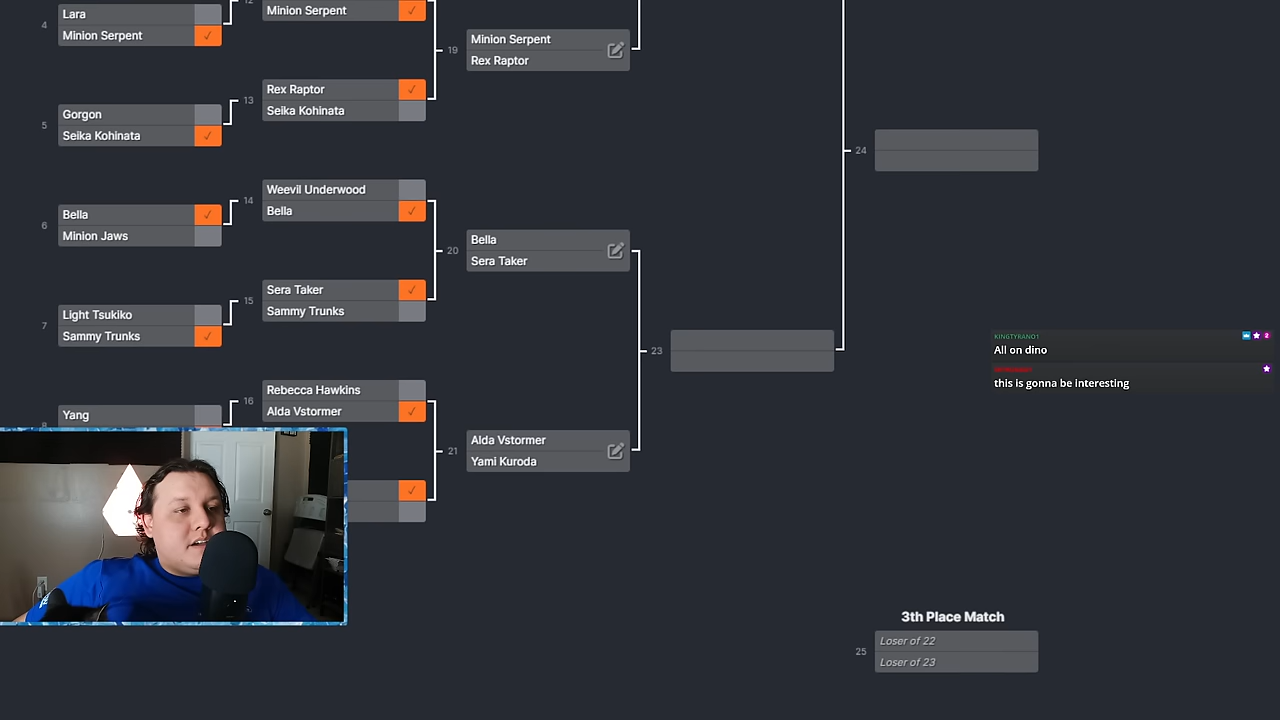 4
Lara
Minion Serpent
Minion Serpent
19
Minion Serpent
Rex Raptor
5
Gorgon
Seika Kohinata
13
Rex Raptor
Seika Kohinata
24
6
Bella
Minion Jaws
14
Weevil Underwood
Bella
20
Bella
Sera Taker
7
Light Tsukiko
Sammy Trunks
15
Sera Taker
Sammy Trunks
23
KINGTYRANO1
2
All on dino
this is gonna be interesting
Yang
16
Rebecca Hawkins
Alda Vstormer
21
Alda Vstormer
Yami Kuroda
3th Place Match
25
Loser of 22
Loser of 23